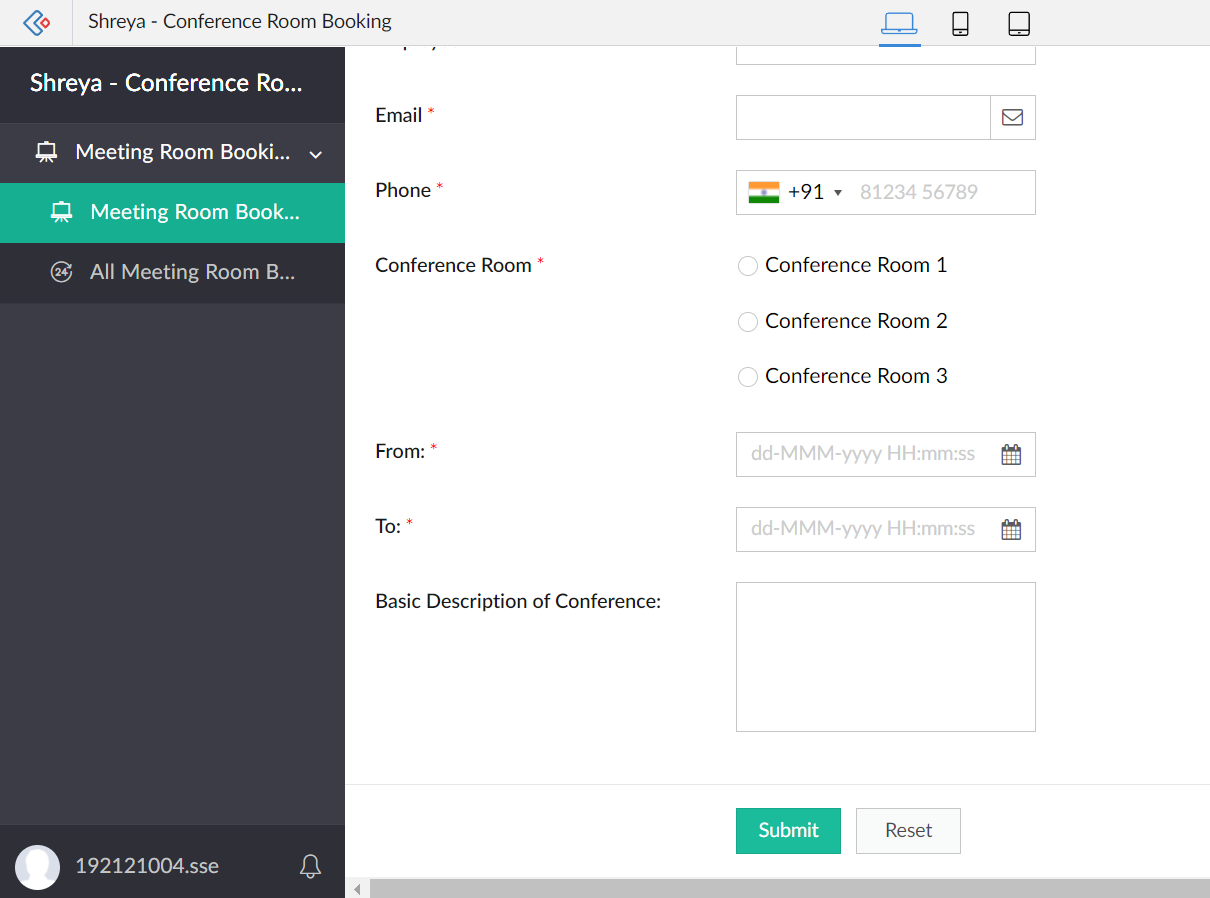 Shreya - Conference Room Booking
Shreya - Conference Ro...
Meeting Room Booki...
Meeting Room Book...
24
All Meeting Room B...
192121004.sse
Email *
Phone *
+91
81234 56789
Conference Room *
Conference Room 1
Conference Room 2
Conference Room 3
From: *
dd-MMM-yyyy HH:mm:ss
To: *
dd-MMM-yyyy HH:mm:ss
Basic Description of Conference:
Submit
Reset